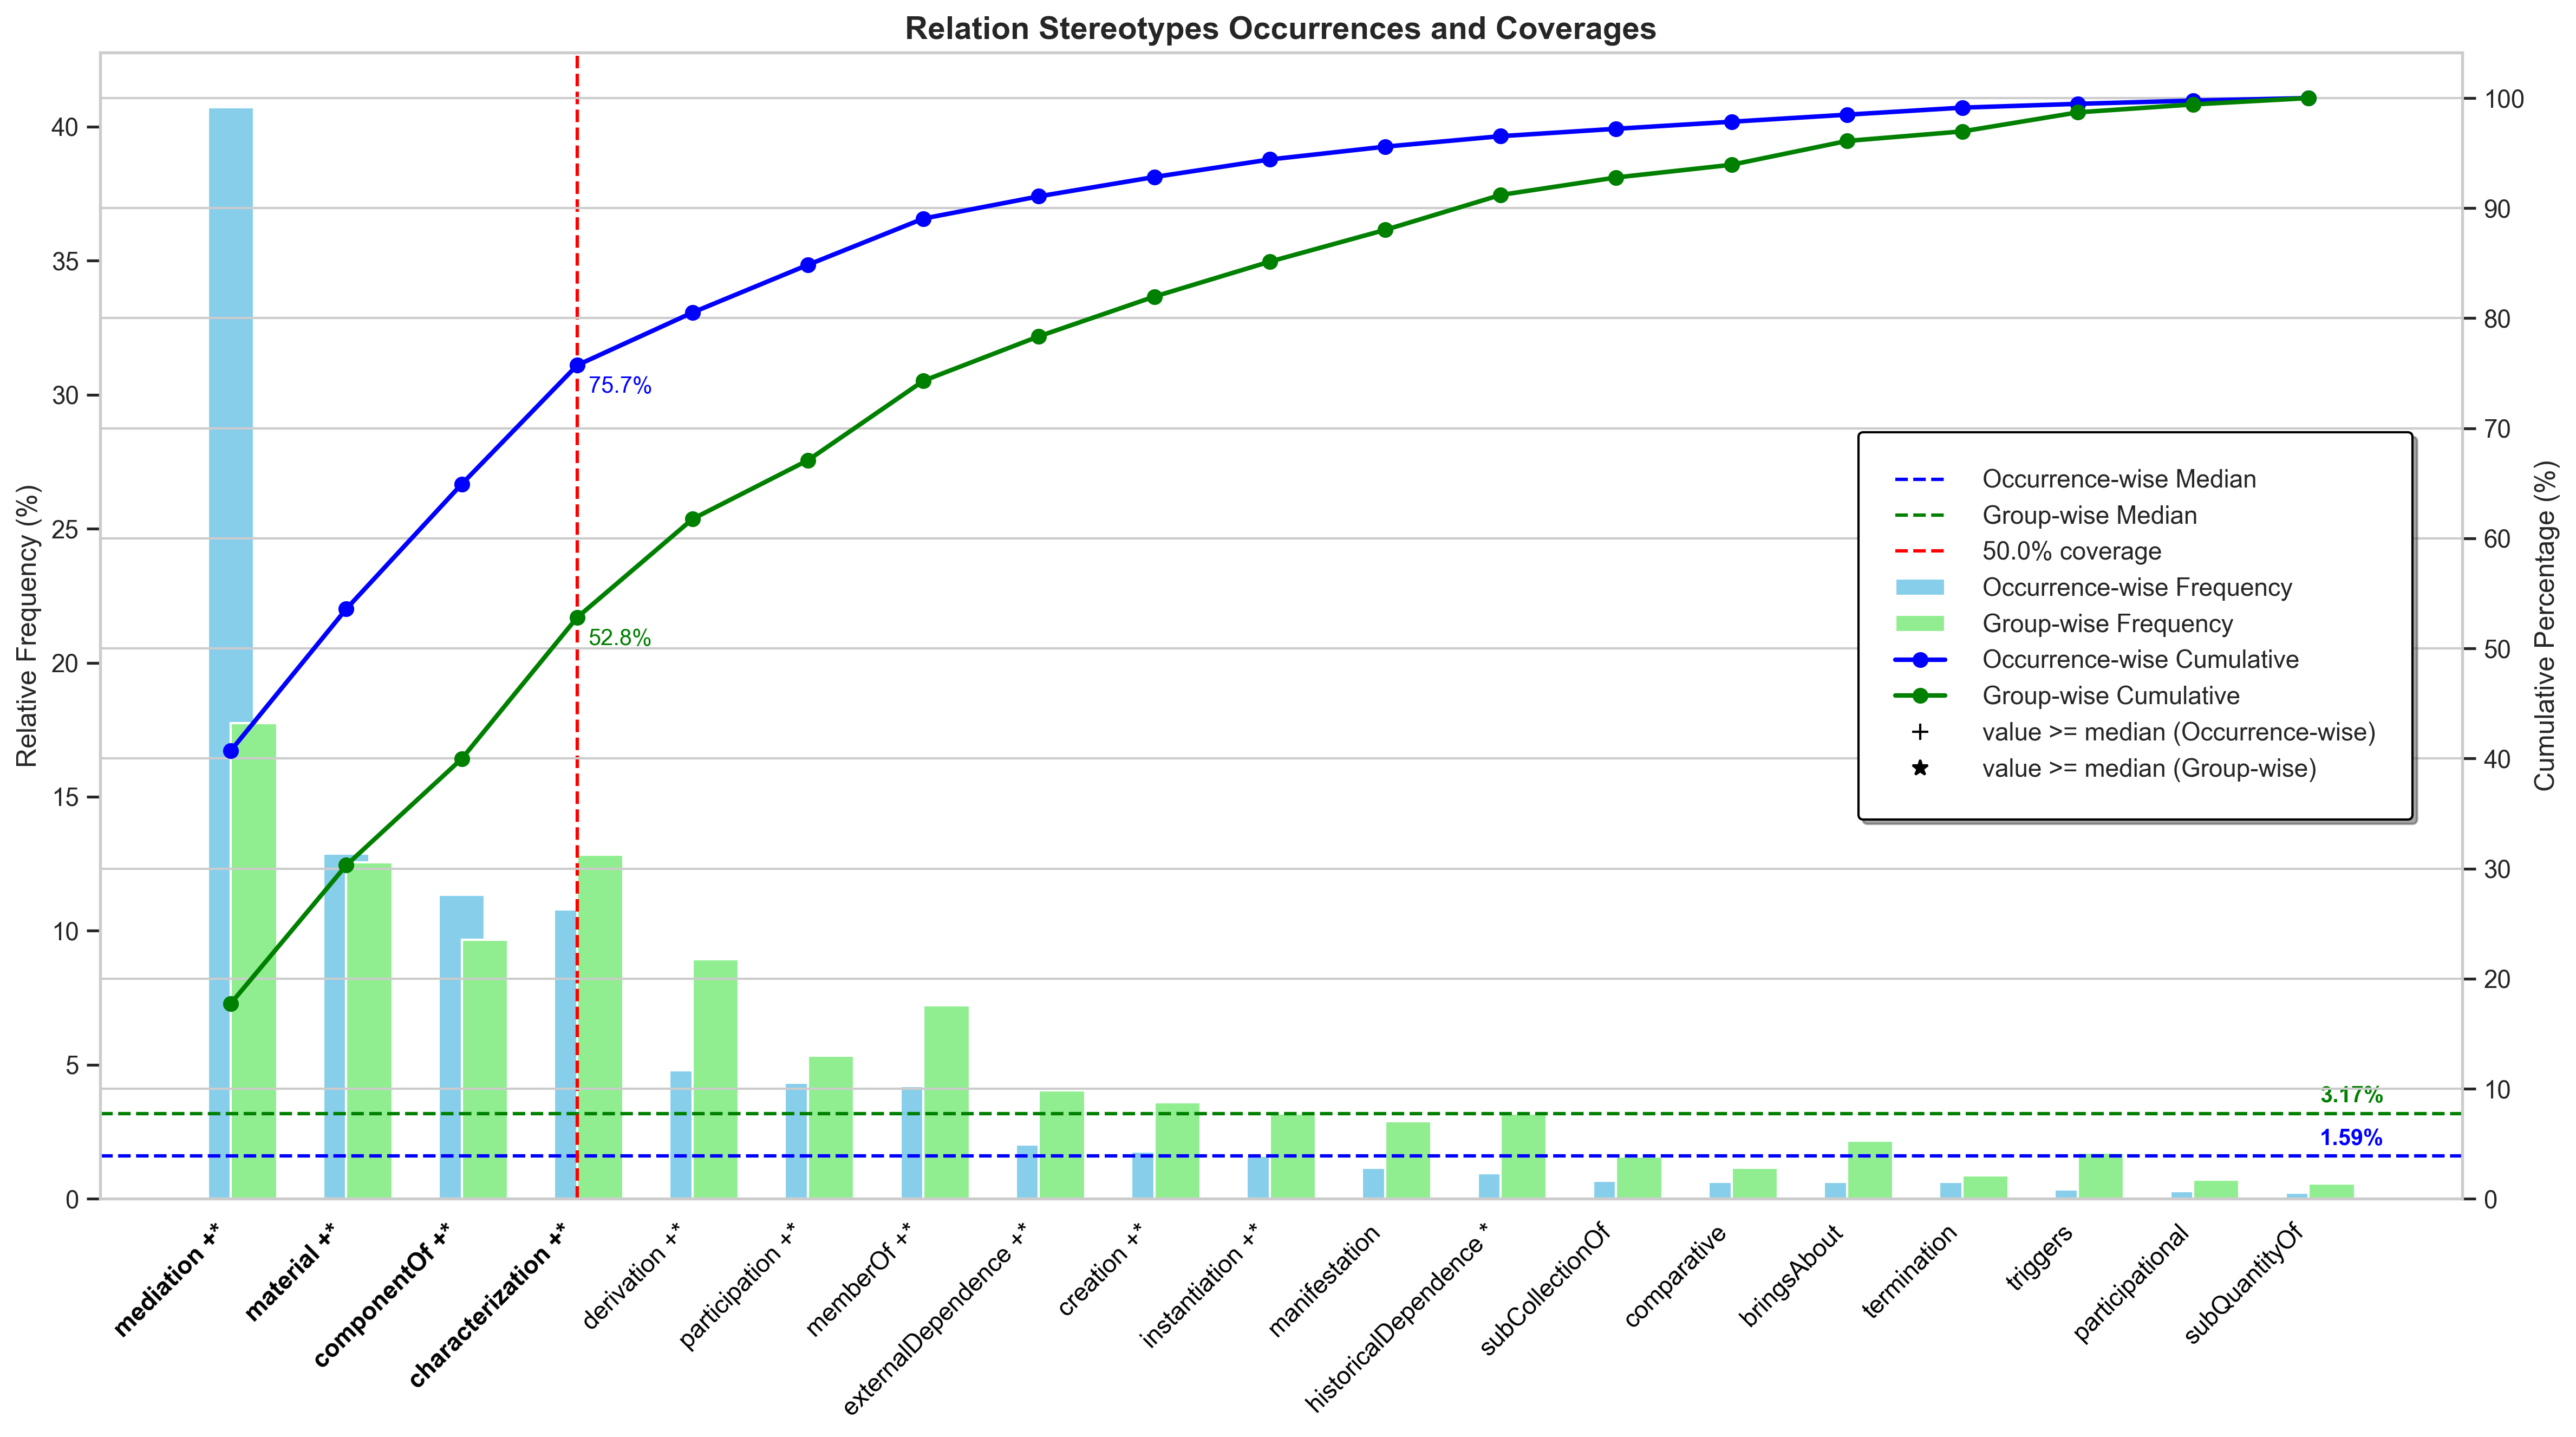 Relation Stereotypes Occurrences and Coverages
Relative Frequency (%)
40
35
30
25
20
15
10
5
0
75.7%
52.8%
3.17%
1.59%
Occurrence-wise Median
Group-wise Median
50.0% coverage
Occurrence-wise Frequency
Group-wise Frequency
Occurrence-wise Cumulative
Group-wise Cumulative
value >= median (Occurrence-wise)
value >= median (Group-wise)
100
90
80
70
60
50
40
30
20
10
0
Cumulative Percentage (%)
mediation +*
material +*
componentOf +*
characterization +*
derivation +*
participation +*
memberOf +*
externalDependence +*
creation +*
instantiation +*
manifestation
historicalDependence *
subCollectionOf
comparative
bringsAbout
termination
triggers
participational
subQuantityOf